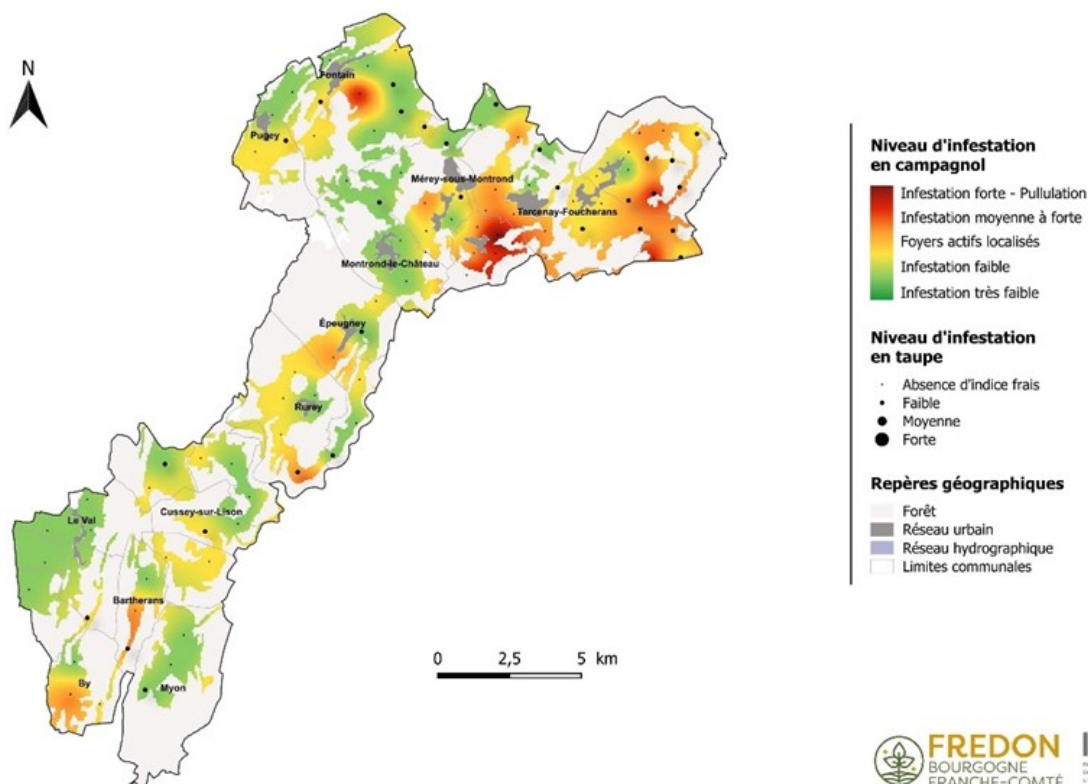 N
Fontain
Pugey
Mérey-sous-Montrond
Tarcenay-Foucherans
Montrond-le-Château
Épeugney
Rurey
Cussey-sur-Lison
Le Val
Bartherans
By
Myon
0 2,5 5 km
Niveau d'infestation
en campagnol
Infestation forte - Pullulation
Infestation moyenne à forte
Foyers actifs localisés
Infestation faible
Infestation très faible
Niveau d'infestation
en taupe
Absence d'indice frais
Faible
Moyenne
Forte
Repères géographiques
Forêt
Réseau urbain
Réseau hydrographique
Limites communales
FREDON
BOURGOGNE
FRANCHE-COMTÉ